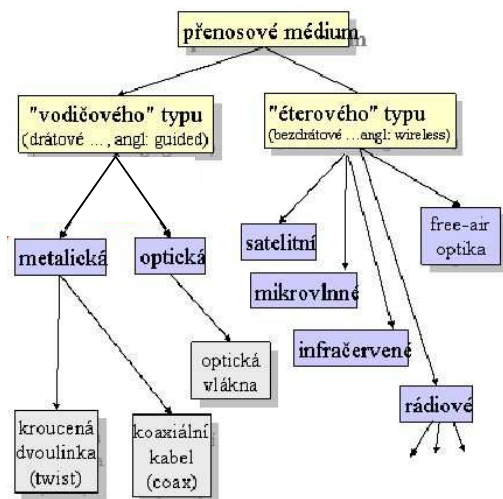 přenosové médium
"vodičového" typu
(drátové ..., angl: guided)
"éterového" typu
(bezdrátové ...angl: wireless)
metalická
optická
satelitní
mikrovlnné
infračervené
free-air
optika
rádiové
optická
vlákna
kroucená
dvoulinka
(twist)
koaxiální
kabel
(coax)